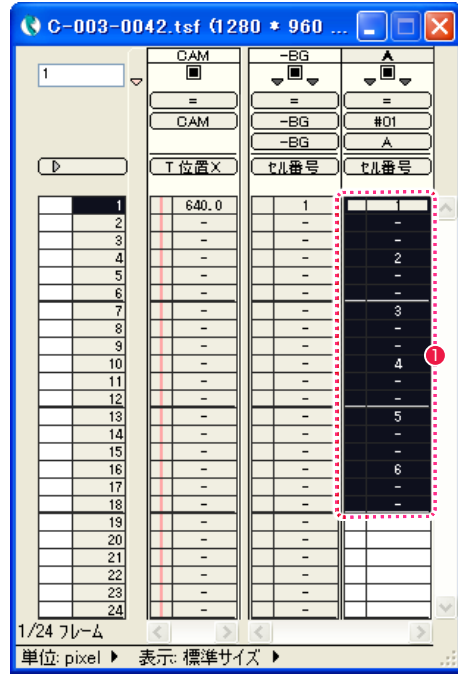 C-003-0042.tsf (1280 * 960 ...
1
CAM -BG A
= = =
CAM -BG #01
-BG A
T位置X セル番号 セル番号
1 640.0 1 1
2 - - -
3 - - -
4 - - 2
5 - - -
6 - - -
7 - - 3
8 - - -
9 - - -
10 - - 4
1
11 - - -
12 - - -
13 - - 5
14 - - -
15 - - -
16 - - 6
17 - - -
18 - - -
19 - -
20 - -
21 - -
22 - -
23 - -
24 - -
1/24 フレーム
単位: pixel 表示: 標準サイズ